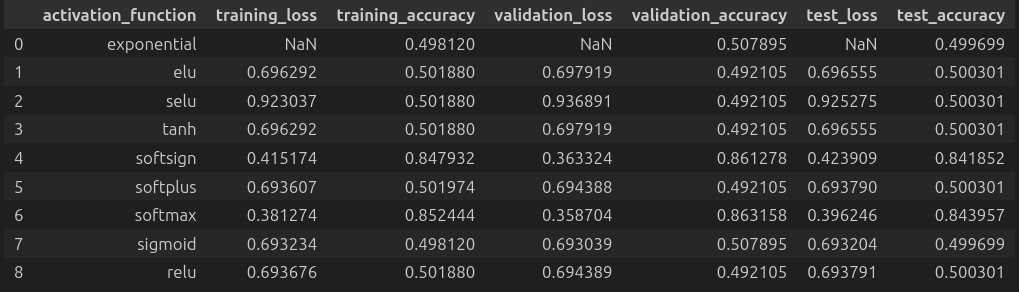 activation_function training_loss training_accuracy validation_loss validation_accuracy test_loss test_accuracy
0 exponential NaN 0.498120 NaN 0.507895 NaN 0.499699
1 elu 0.696292 0.501880 0.697919 0.492105 0.696555 0.500301
2 selu 0.923037 0.501880 0.936891 0.492105 0.925275 0.500301
3 tanh 0.696292 0.501880 0.697919 0.492105 0.696555 0.500301
4 softsign 0.415174 0.847932 0.363324 0.861278 0.423909 0.841852
5 softplus 0.693607 0.501974 0.694388 0.492105 0.693790 0.500301
6 softmax 0.381274 0.852444 0.358704 0.863158 0.396246 0.843957
7 sigmoid 0.693234 0.498120 0.693039 0.507895 0.693204 0.499699
8 relu 0.693676 0.501880 0.694389 0.492105 0.693791 0.500301